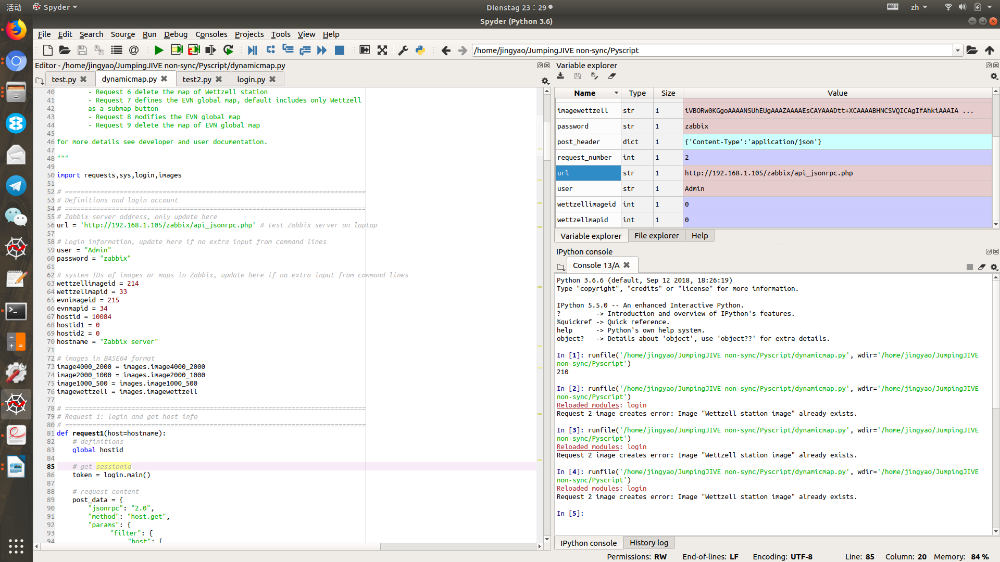 活动
Spyder
Dienstag 23：29
zh
Spyder (Python 3.6)
File Edit Search Source Run Debug Consoles Projects Tools View Help
/home/jingyao/JumpingJIVE non-sync/Pyscript
Editor - /home/jingyao/JumpingJIVE non-sync/Pyscript/dynamicmap.py
test.py dynamicmap.py test2.py login.py
40 - Request 6 delete the map of Wettzell station
41 - Request 7 defines the EVN global map, default includes only Wettzell
42 as a submap button
43 - Request 8 modifies the EVN global map
44 - Request 9 delete the map of EVN global map
45
46 for more details see developer and user documentation.
47
48 """
49
50 import requests,sys,login,images
51
52 # =============================================================================
53 # Definitions and login account
54 # =============================================================================
55 # Zabbix server address, only update here
56 url = 'http://192.168.1.105/zabbix/api_jsonrpc.php' # test Zabbix server on laptop
57
58 # Login information, update here if no extra input from command lines
59 user = "Admin"
60 password = "zabbix"
61
62 # system IDs of images or maps in Zabbix, update here if no extra input from command lines
63 wettzellimageid = 214
64 wettzellmapid = 33
65 evnimageid = 215
66 evnmapid = 34
67 hostid = 10084
68 hostid1 = 0
69 hostid2 = 0
70 hostname = "Zabbix server"
71
72 # images in BASE64 format
73 image4000_2000 = images.image4000_2000
74 image2000_1000 = images.image2000_1000
75 image1000_500 = images.image1000_500
76 imagewettzell = images.imagewettzell
77
78 # =============================================================================
79 # Request 1: login and get host info
80 # =============================================================================
81 def request1(host=hostname):
82 # definitions
83 global hostid
84
85 # get sessionid
86 token = login.main()
87
88 # request content
89 post_data = {
90 "jsonrpc": "2.0",
91 "method": "host.get",
92 "params": {
93 "filter": {
94 "host": [
Variable explorer
Name Type Size Value
imagewettzell str 1 iVBORw0KGgoAAAANSUhEUgAAAZAAAAEsCAYAAADtt+XCAAAABHNCSVQICAgIfAhkiAAAIA ...
password str 1 zabbix
post_header dict 1 {'Content-Type':'application/json'}
request_number int 1 2
url str 1 http://192.168.1.105/zabbix/api_jsonrpc.php
user str 1 Admin
wettzellimageid int 1 0
wettzellmapid int 1 0
Variable explorer File explorer Help
IPython console
Console 13/A
Python 3.6.6 (default, Sep 12 2018, 18:26:19)
Type "copyright", "credits" or "license" for more information.
IPython 5.5.0 -- An enhanced Interactive Python.
? -> Introduction and overview of IPython's features.
%quickref -> Quick reference.
help -> Python's own help system.
object? -> Details about 'object', use 'object??' for extra details.
In [1]: runfile('/home/jingyao/JumpingJIVE non-sync/Pyscript/dynamicmap.py', wdir='/home/jingyao/JumpingJIVE
non-sync/Pyscript')
210
In [2]: runfile('/home/jingyao/JumpingJIVE non-sync/Pyscript/dynamicmap.py', wdir='/home/jingyao/JumpingJIVE
non-sync/Pyscript')
Reloaded modules: login
Request 2 image creates error: Image "Wettzell station image" already exists.
In [3]: runfile('/home/jingyao/JumpingJIVE non-sync/Pyscript/dynamicmap.py', wdir='/home/jingyao/JumpingJIVE
non-sync/Pyscript')
Reloaded modules: login
Request 2 image creates error: Image "Wettzell station image" already exists.
In [4]: runfile('/home/jingyao/JumpingJIVE non-sync/Pyscript/dynamicmap.py', wdir='/home/jingyao/JumpingJIVE
non-sync/Pyscript')
Reloaded modules: login
Request 2 image creates error: Image "Wettzell station image" already exists.
In [5]:
IPython console History log
Permissions: RW End-of-lines: LF Encoding: UTF-8 Line: 85 Column: 20 Memory: 84 %